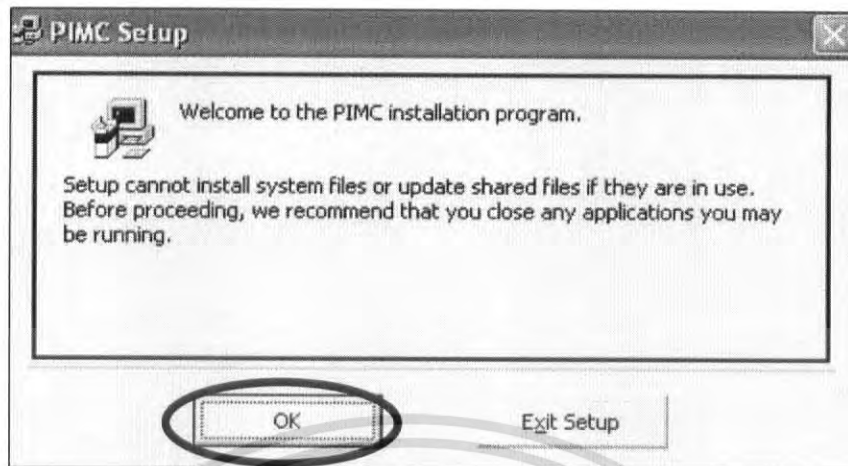 PIMC Setup
Welcome to the PIMC installation program.
Setup cannot install system files or update shared files if they are in use.
Before proceeding, we recommend that you close any applications you may
be running.
OK
Exit Setup